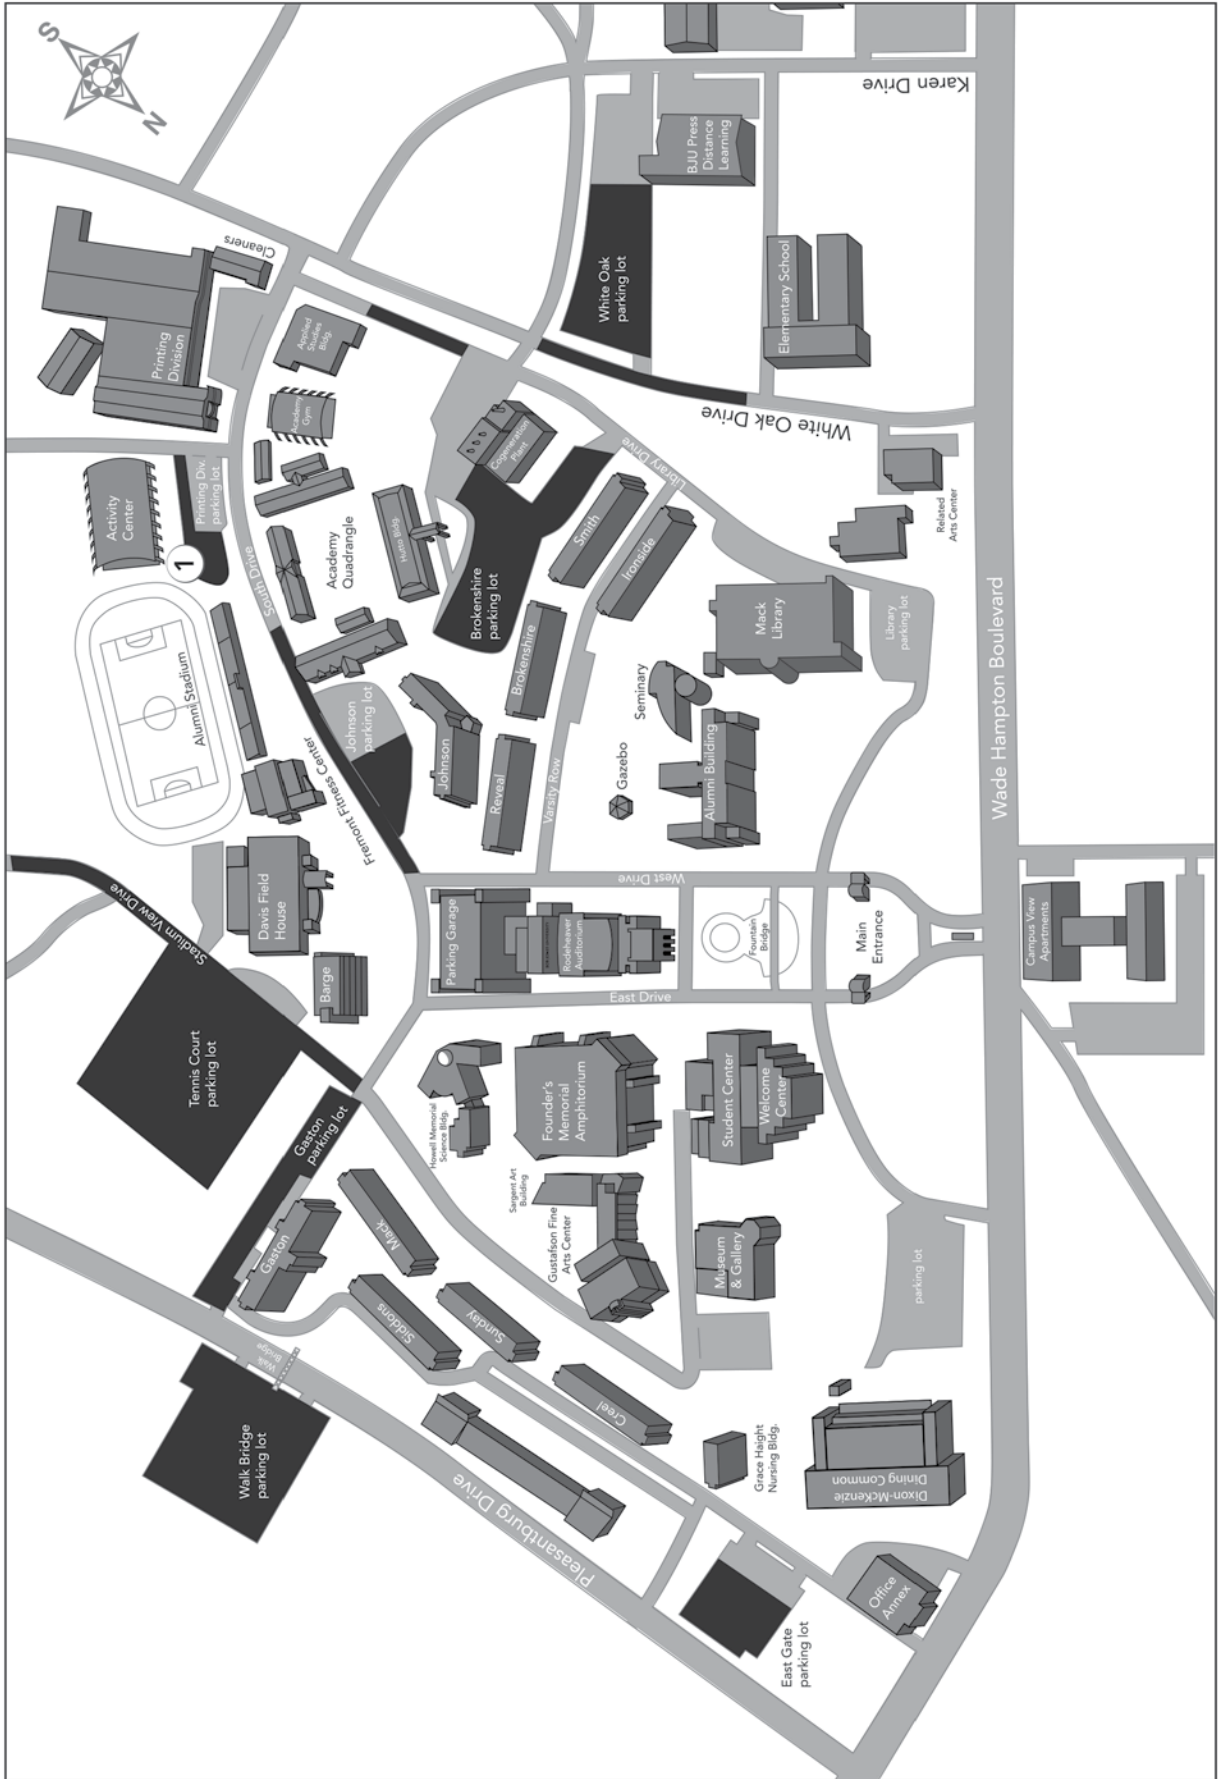 S
N
Karen Drive
BJU Press
Distance
Learning
Cleaners
White Oak
parking lot
Elementary School
Applied
Studies
Bldg.
Printing
Division
Academy
Gym
White Oak Drive
Cogeneration
Plant
Library Drive
Activity
Center
Printing Div.
parking lot
1
South Drive
Academy
Quadrangle
Hutto Bldg.
Smith
Ironside
Related
Arts Center
Brokenshire
parking lot
Mack
Library
Library
parking lot
Alumni Stadium
Brokenshire
Seminary
Johnson
parking lot
Johnson
Reveal
Varsity Row
Gazebo
Alumni Building
Wade Hampton Boulevard
Fremont Fitness Center
West Drive
Stadium View Drive
Davis Field
House
Barge
Parking Garage
Rodeheaver
Auditorium
Fountain
Bridge
Main
Entrance
Campus View
Apartments
East Drive
Tennis Court
parking lot
Howell Memorial
Science Bldg.
Founder's
Memorial
Amphitorium
Student Center
Welcome
Center
Gaston
parking lot
Sargent Art
Building
Gustafson Fine
Arts Center
Mack
Gaston
Museum
& Gallery
parking lot
Siddons
Sunday
Walk
Bridge
Creel
Walk Bridge
parking lot
Grace Haight
Nursing Bldg.
Dixon-McKenzie
Dining Common
Pleasantburg Drive
Office
Annex
East Gate
parking lot